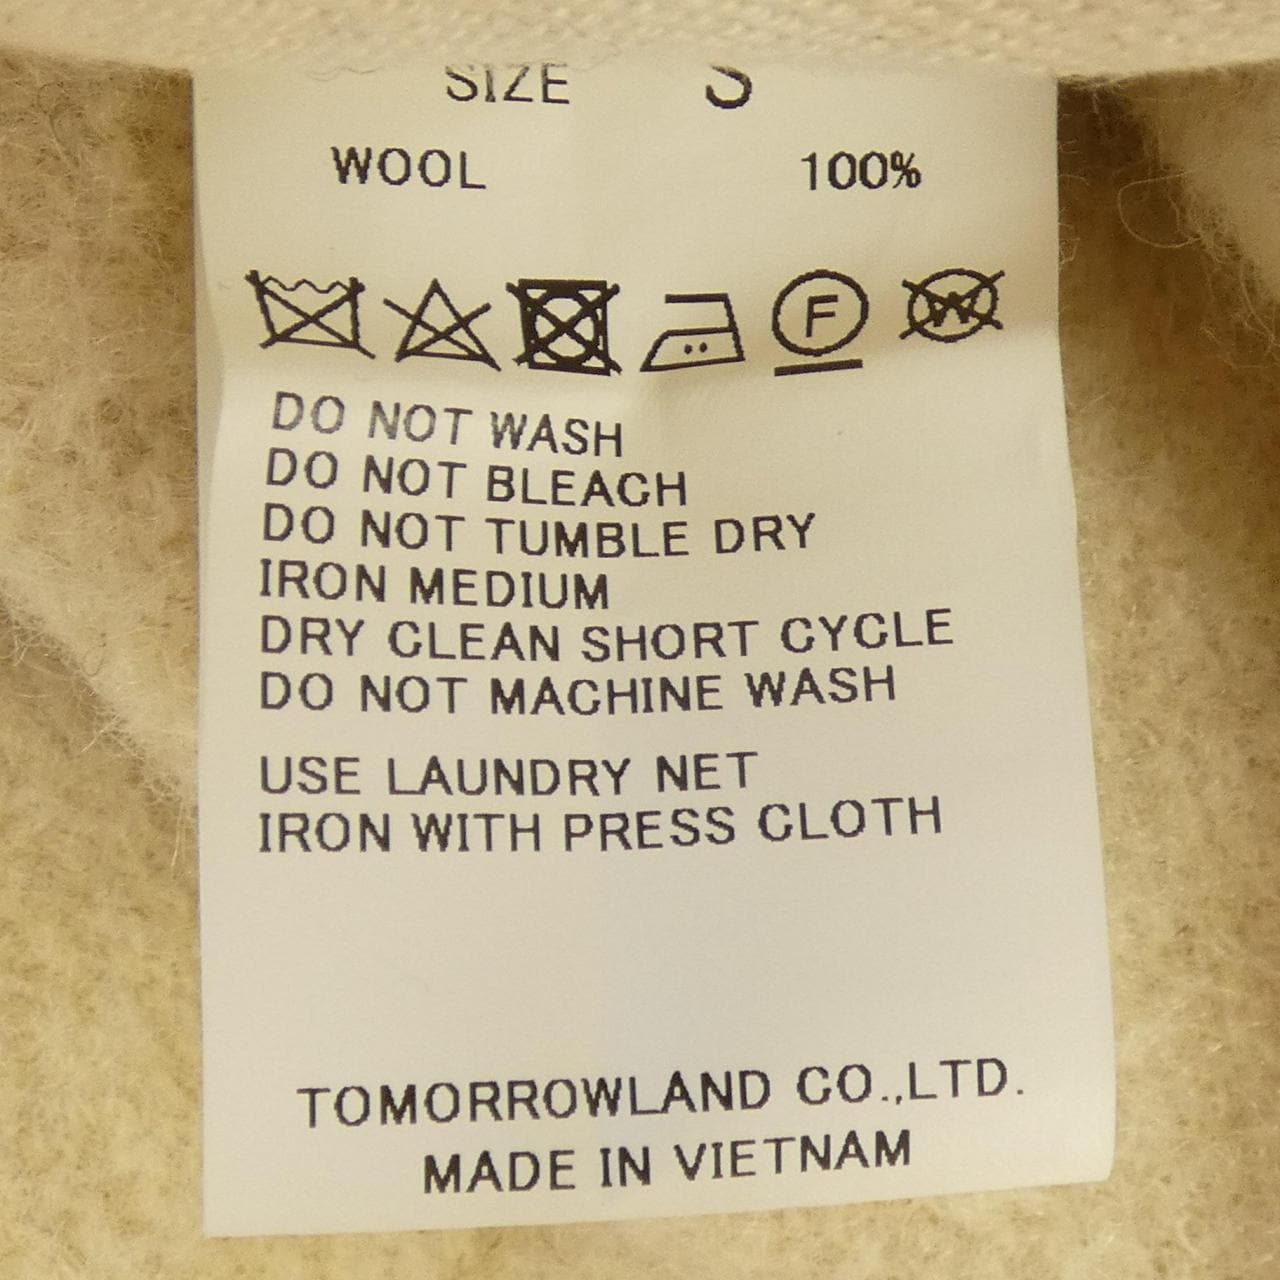 SIZE S
WOOL 100%
F W
DO NOT WASH
DO NOT BLEACH
DO NOT TUMBLE DRY
IRON MEDIUM
DRY CLEAN SHORT CYCLE
DO NOT MACHINE WASH
USE LAUNDRY NET
IRON WITH PRESS CLOTH
TOMORROWLAND CO.,LTD.
MADE IN VIETNAM